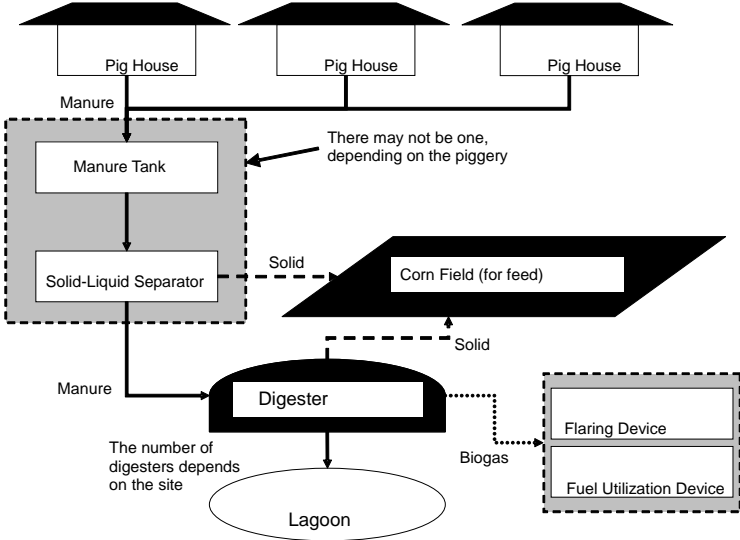 Pig House
Pig House
Pig House
Manure
There may not be one,
depending on the piggery
Manure Tank
Solid-Liquid Separator
Solid
Corn Field (for feed)
Solid
Manure
Digester
The number of
digesters depends
on the site
Biogas
Flaring Device
Fuel Utilization Device
Lagoon